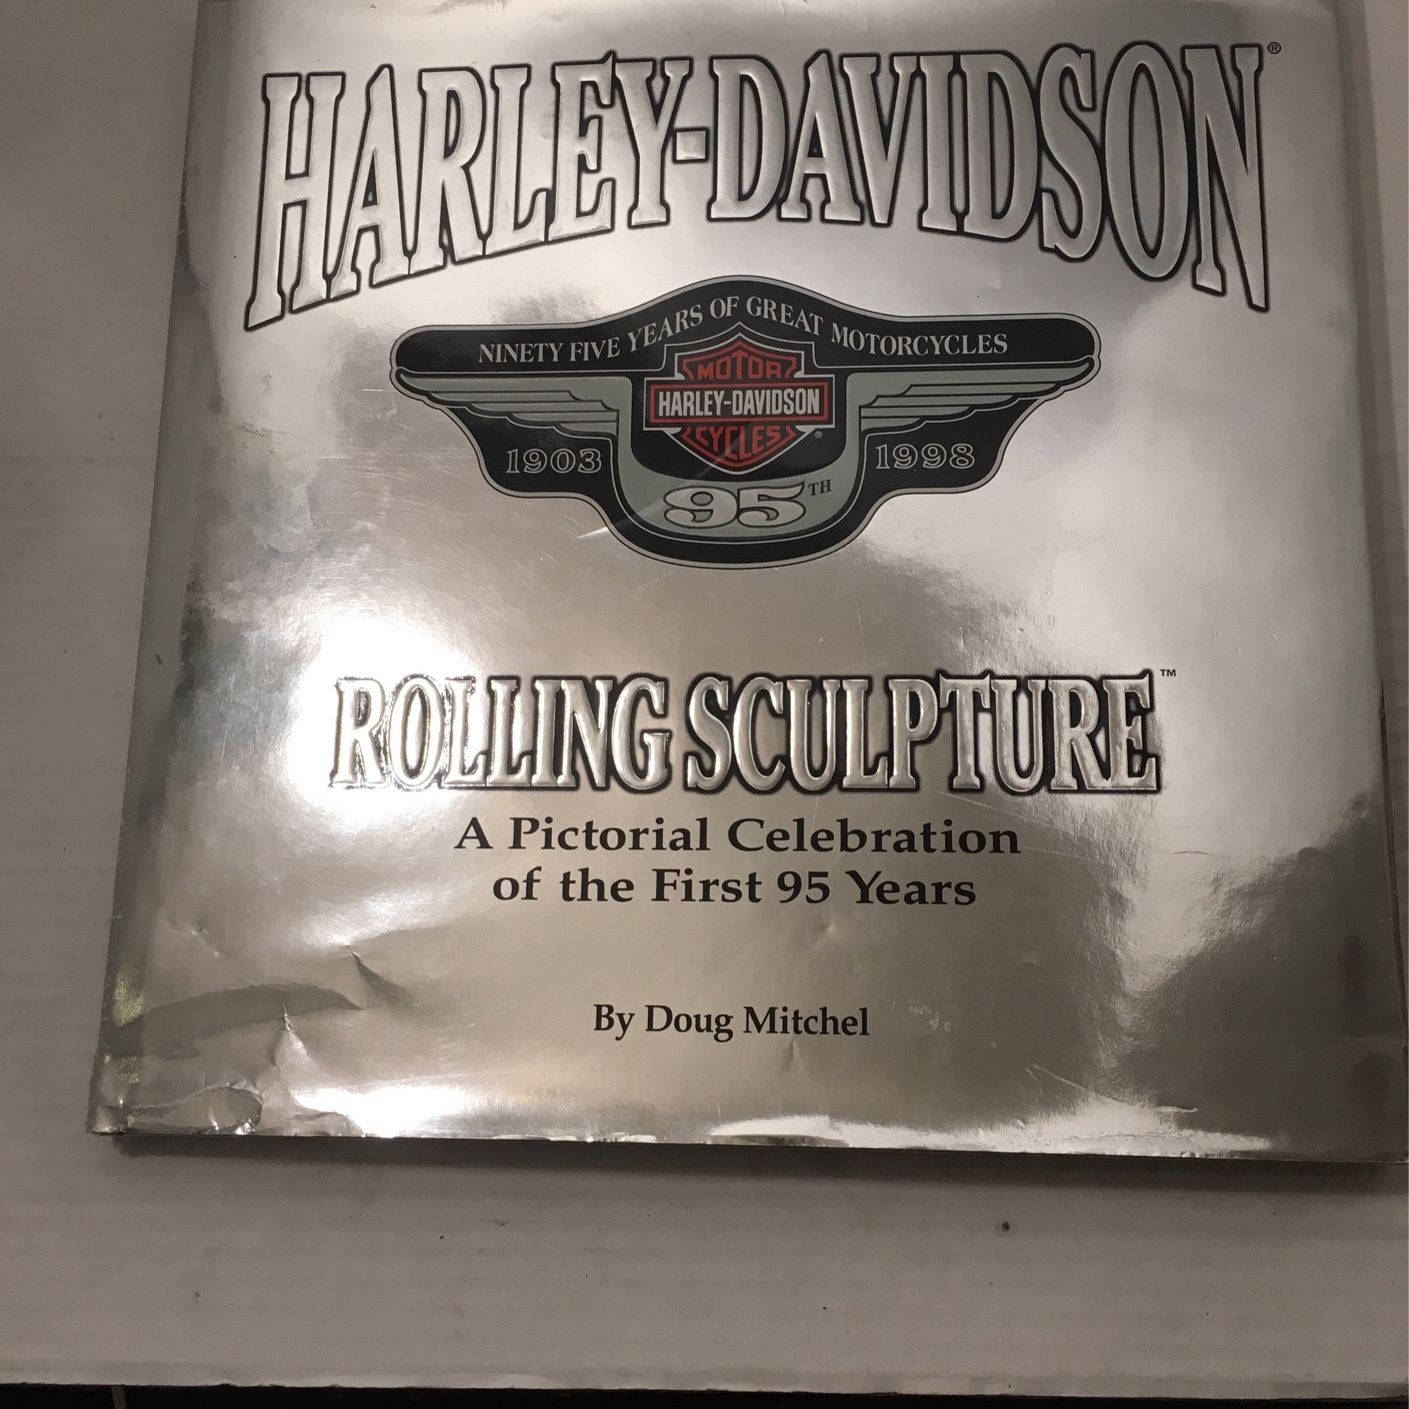 HARLEY-DAVIDSON®
NINETY FIVE YEARS OF GREAT MOTORCYCLES
MOTOR
HARLEY-DAVIDSON
CYCLES ®
1903
1998
95TH
ROLLING SCULPTURE™
A Pictorial Celebration
of the First 95 Years
By Doug Mitchel